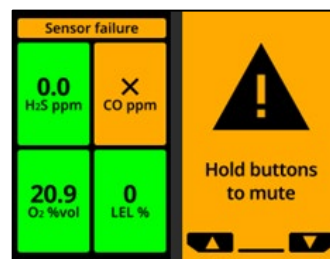 Sensor failure
0.0
H₂S ppm
×
CO ppm
20.9
O₂ %vol
0
LEL %
!
Hold buttons
to mute